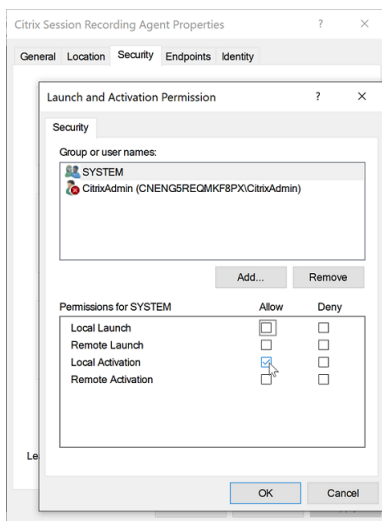 Citrix Session Recording Agent Properties ? ×
General Location Security Endpoints Identity
Launch and Activation Permission ? ×
Security
Group or user names:
SYSTEM
CitrixAdmin (CNENG5REQMKF8PX\CitrixAdmin)
Add... Remove
Permissions for SYSTEM Allow Deny
Local Launch
Remote Launch
Local Activation
Remote Activation
Le
OK Cancel